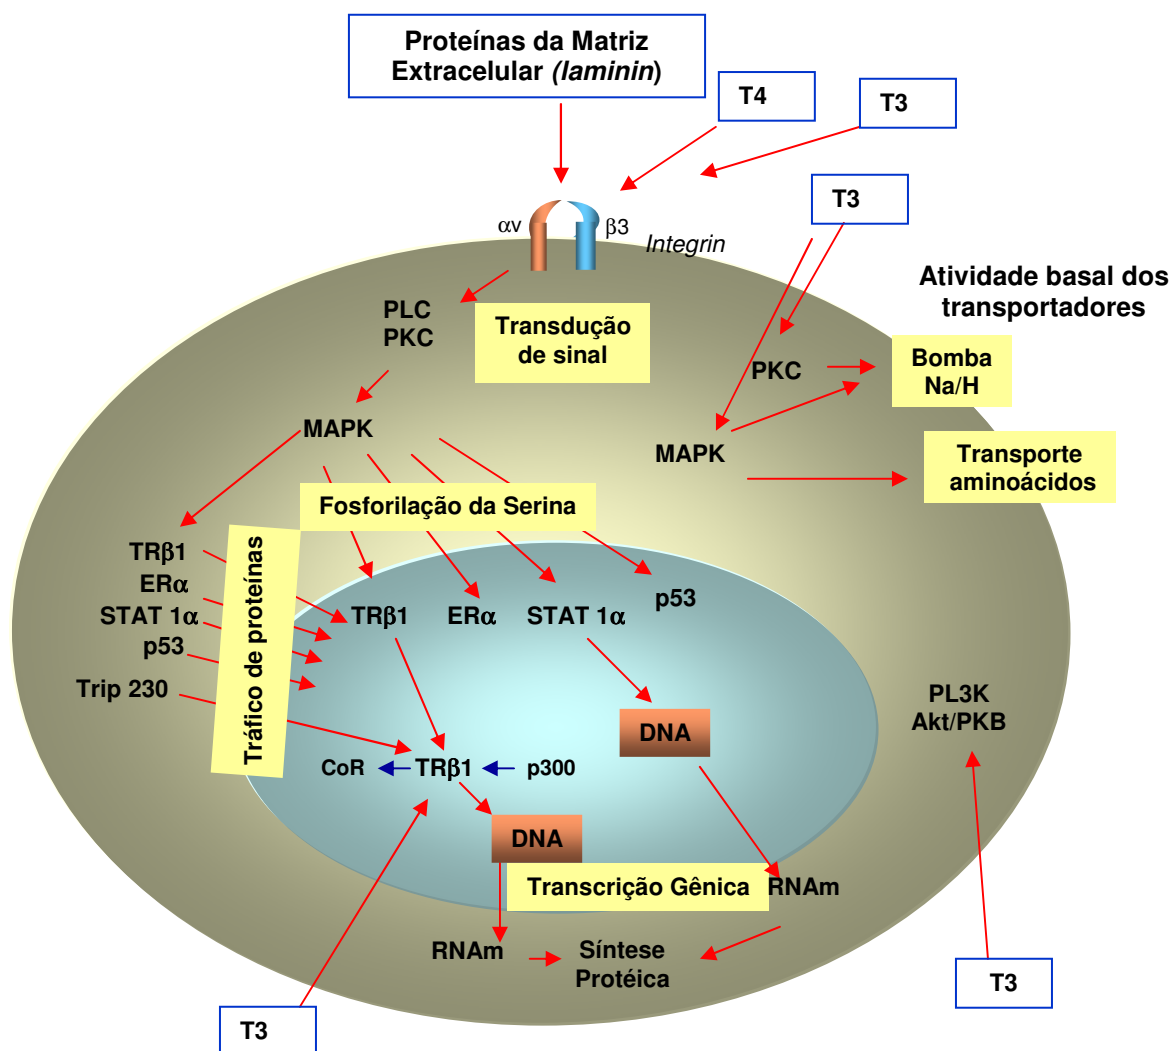 Proteínas da Matriz
Extracelular (laminin)
T4
T3
T3
αv
β3
Integrin
Atividade basal dos
transportadores
PLC
PKC
Transdução
de sinal
PKC
Bomba
Na/H
MAPK
MAPK
Transporte
aminoácidos
Fosforilação da Serina
Tráfico de proteínas
TRβ1
ERα
STAT 1α
p53
Trip 230
TRβ1
ERα
STAT 1α
p53
PL3K
Akt/PKB
DNA
CoR
TRβ1
p300
DNA
Transcrição Gênica
RNAm
RNAm
Síntese
Protéica
T3
T3